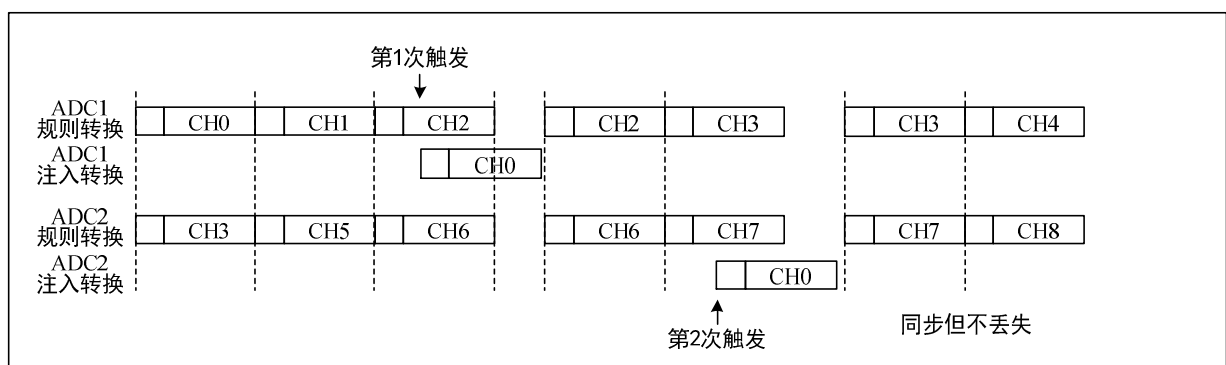 第1次触发
ADC1
规则转换
CH0 CH1 CH2 CH2 CH3 CH3 CH4
ADC1
注入转换
CH0
ADC2
规则转换
CH3 CH5 CH6 CH6 CH7 CH7 CH8
ADC2
注入转换
CH0
第2次触发
同步但不丢失